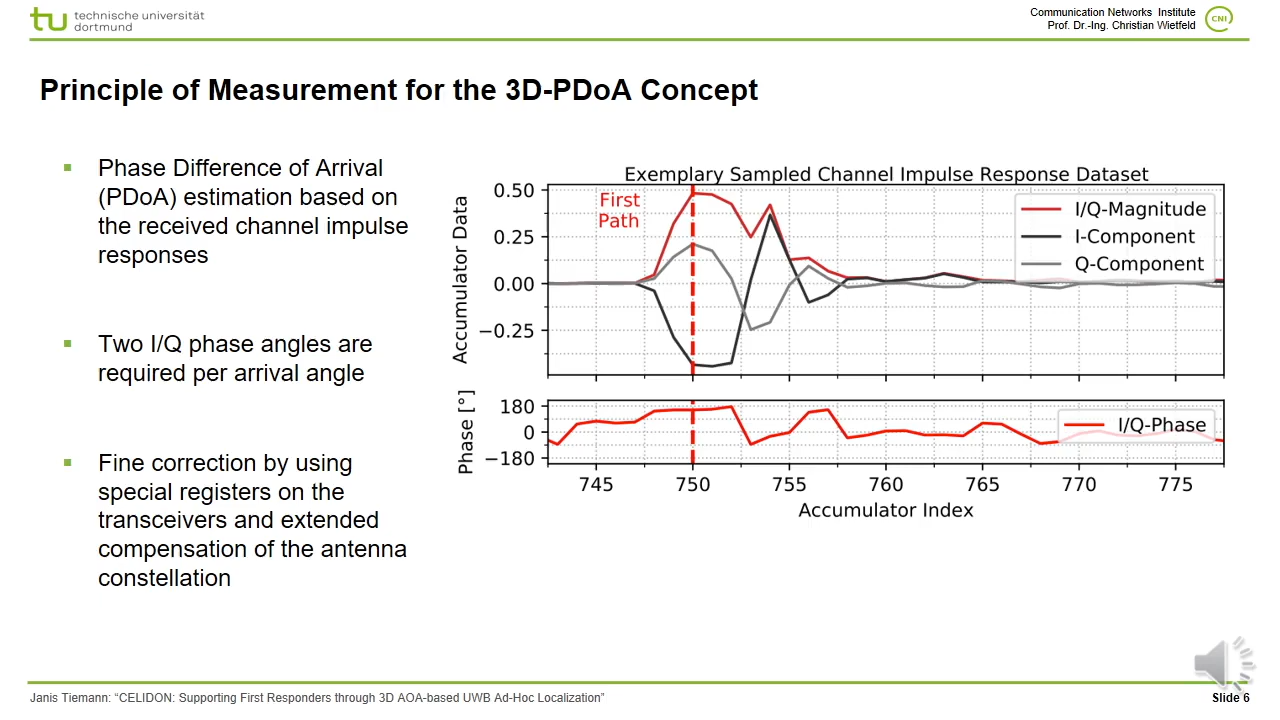 technische universität
dortmund
Communication Networks Institute
Prof. Dr.-Ing. Christian Wietfeld
CNI
Principle of Measurement for the 3D-PDoA Concept
Phase Difference of Arrival
(PDoA) estimation based on
the received channel impulse
responses
Two I/Q phase angles are
required per arrival angle
Fine correction by using
special registers on the
transceivers and extended
compensation of the antenna
constellation
Exemplary Sampled Channel Impulse Response Dataset
Accumulator Data
0.50
0.25
0.00
−0.25
First
Path
I/Q-Magnitude
I-Component
Q-Component
Phase [°]
180
0
−180
I/Q-Phase
745 750 755 760 765 770 775
Accumulator Index
Janis Tiemann: “CELIDON: Supporting First Responders through 3D AOA-based UWB Ad-Hoc Localization”
Slide 6